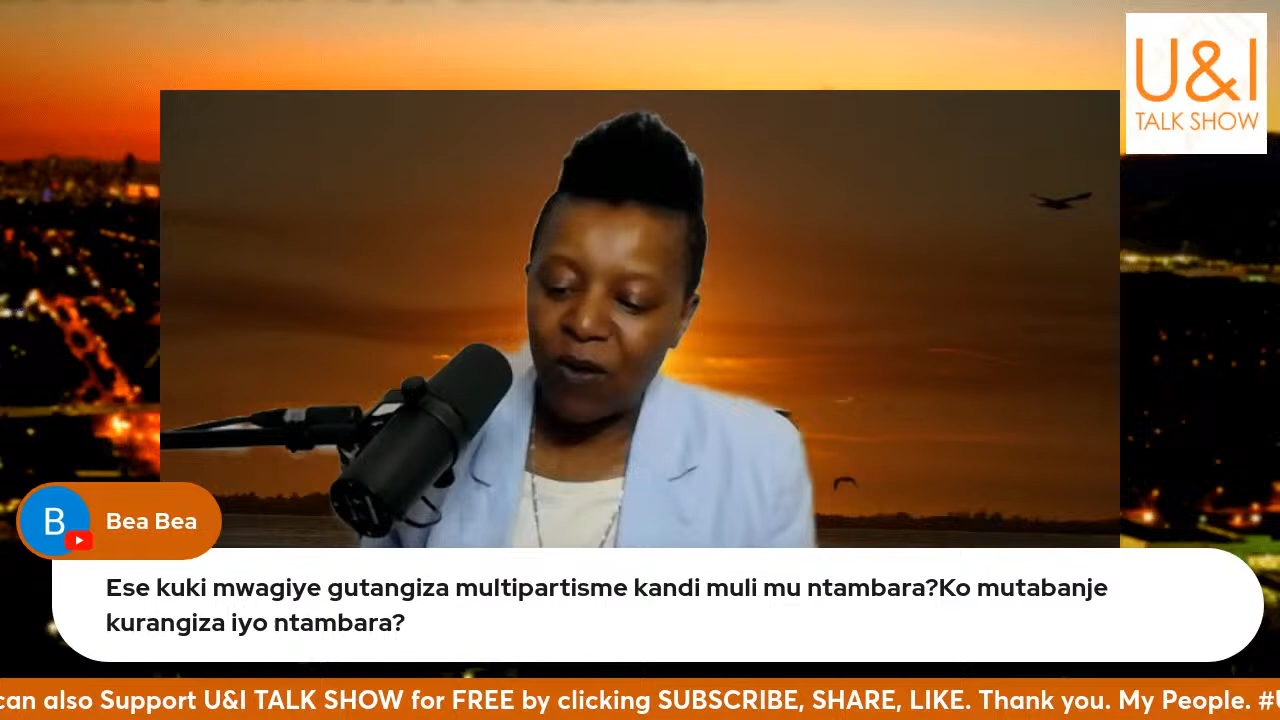 U&I
TALK SHOW
B
Bea Bea
Ese kuki mwagiye gutangiza multipartisme kandi muli mu ntambara?Ko mutabanje
kurangiza iyo ntambara?
can also Support U&I TALK SHOW for FREE by clicking SUBSCRIBE, SHARE, LIKE. Thank you. My People.